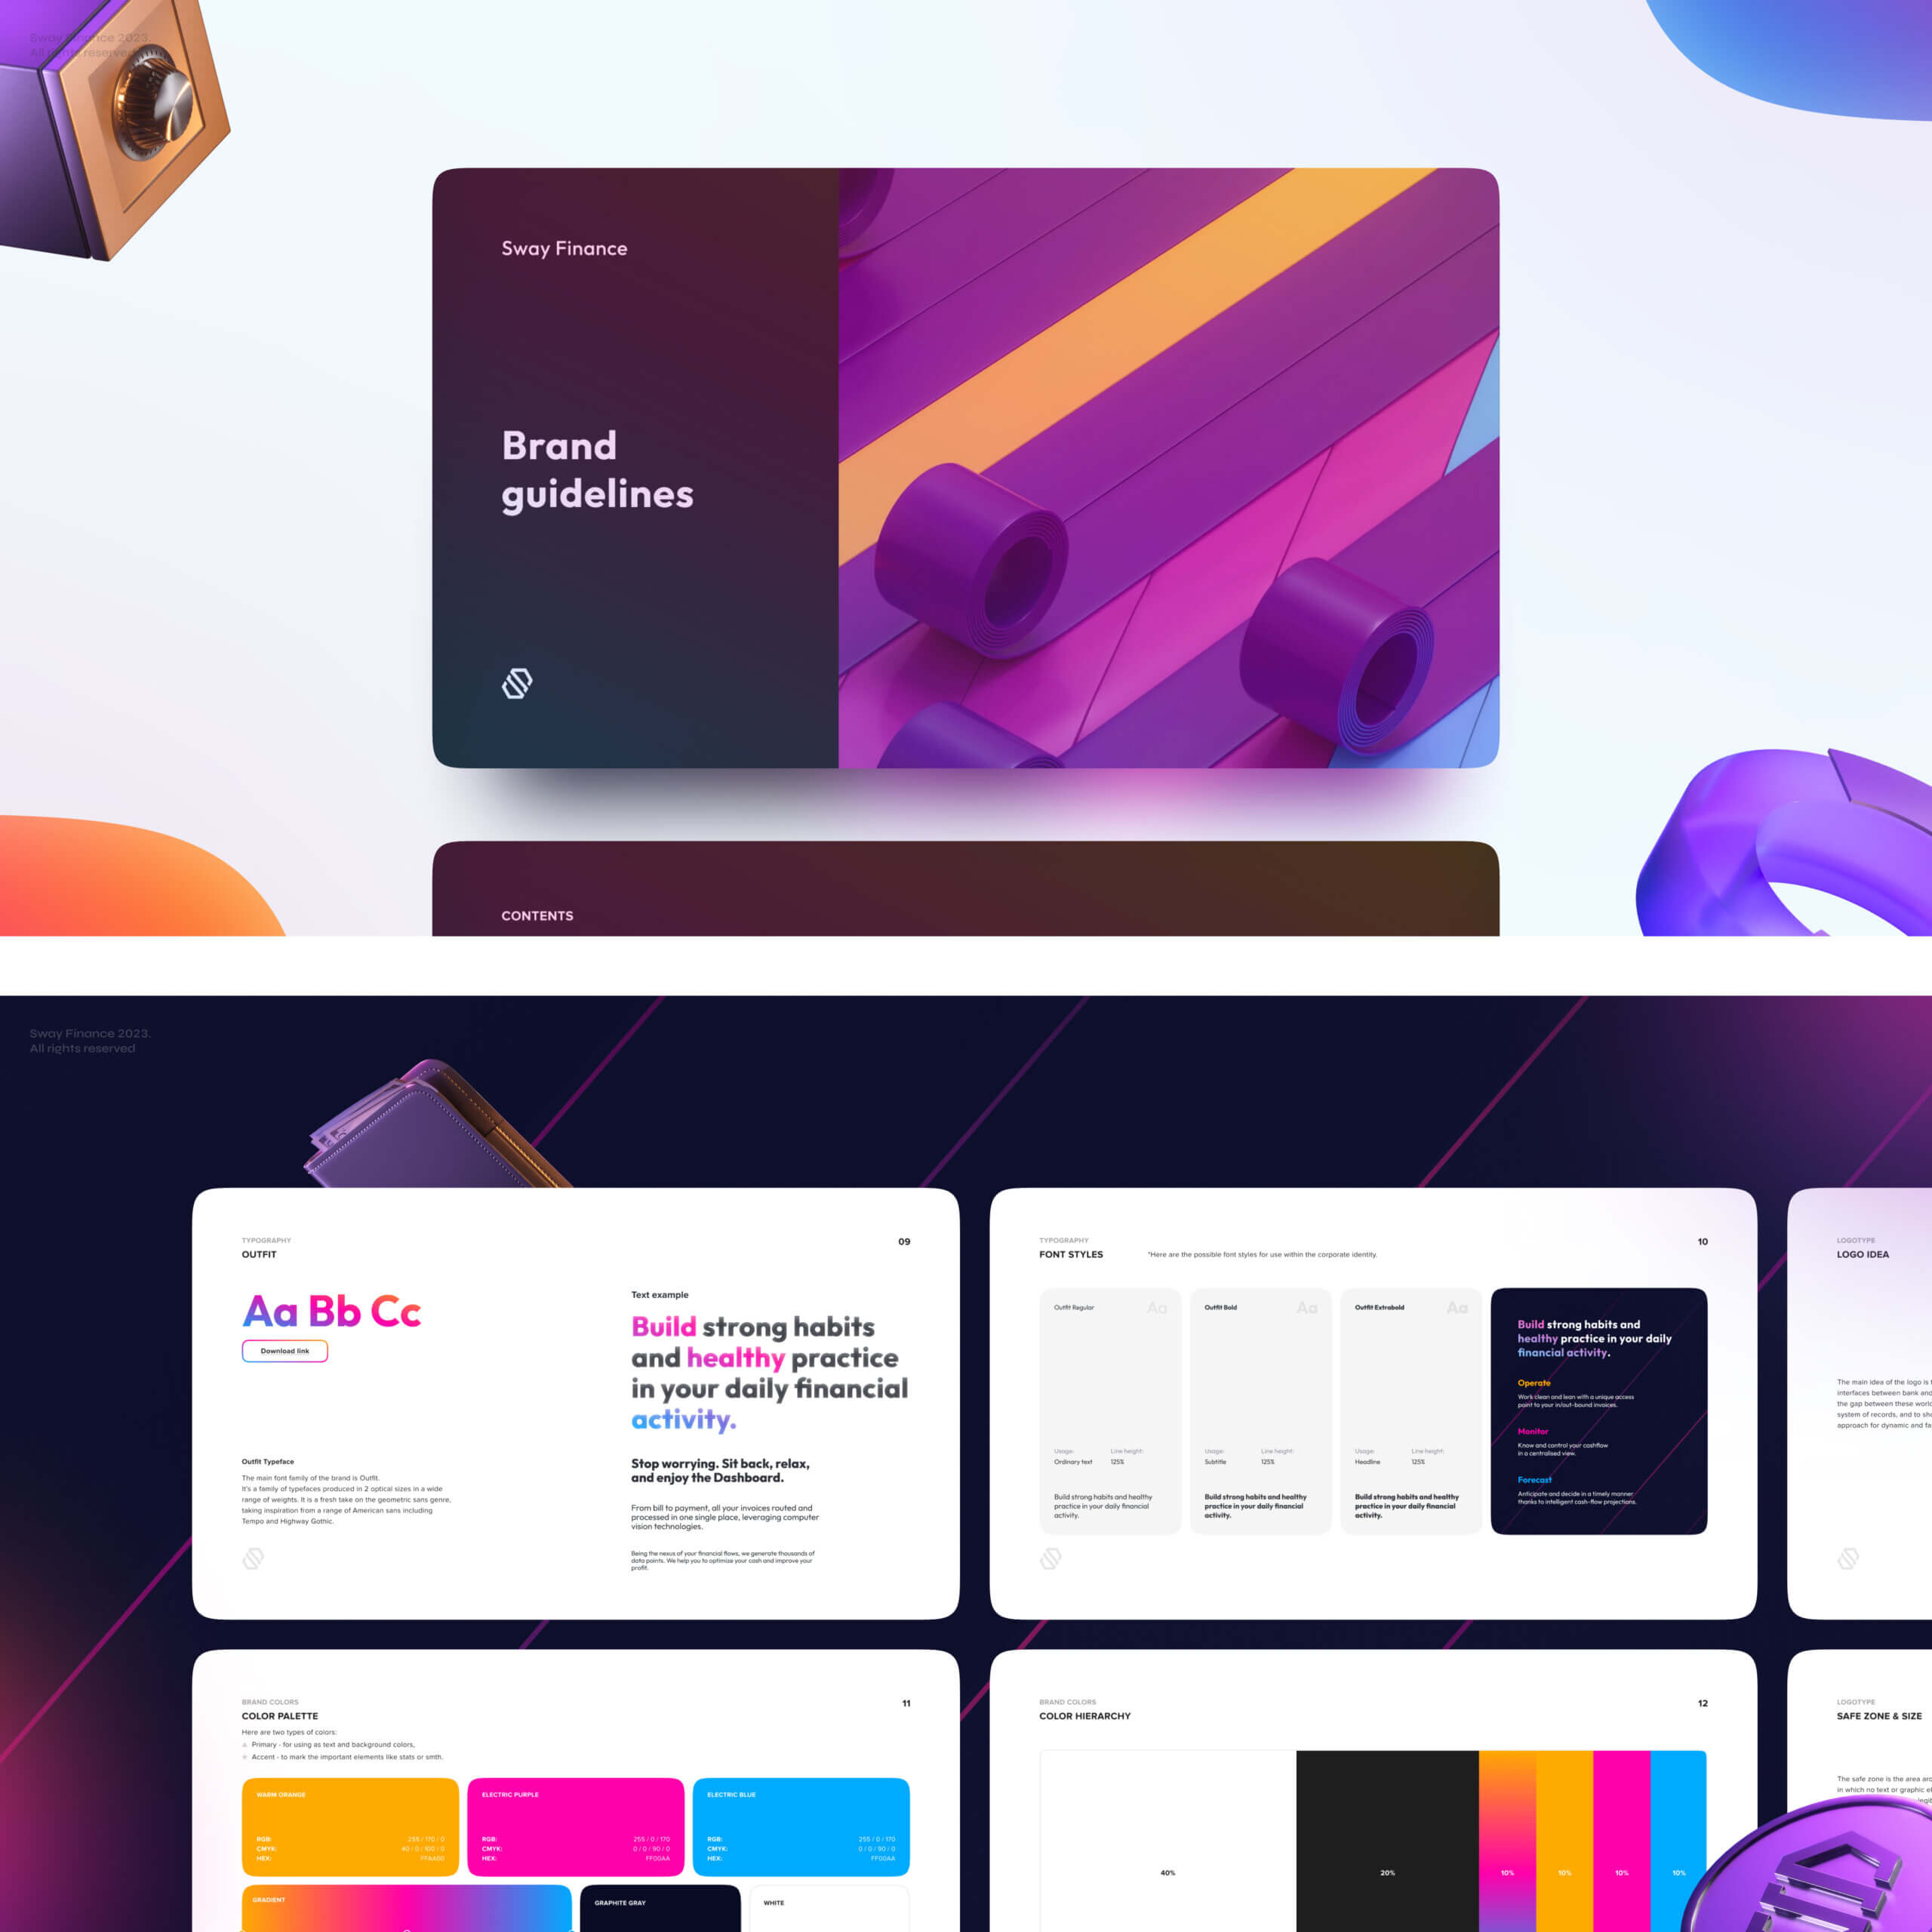 Sway Finance 2023.
All rights reserved
Sway Finance
Brand
guidelines
CONTENTS
Sway Finance 2023.
All rights reserved
TYPOGRAPHY
OUTFIT
09
Aa Bb Cc
Download link
Outfit Typeface
The main font family of the brand is Outfit.
It's a family of typefaces produced in 2 optical sizes in a wide
range of weights. It is a fresh take on the geometric sans genre,
taking inspiration from a range of American sans including
Tempo and Highway Gothic.
Text example
Build strong habits
and healthy practice
in your daily financial
activity.
Stop worrying. Sit back, relax,
and enjoy the Dashboard.
From bill to payment, all your invoices routed and
processed in one single place, leveraging computer
vision technologies.
Being the nexus of your financial flows, we generate thousands of
data points. We help you to optimize your cash and improve your
profit.
TYPOGRAPHY
FONT STYLES
*Here are the possible font styles for use within the corporate identity.
10
Outfit Regular
Aa
Usage: Line height:
Ordinary text 125%
Build strong habits and healthy
practice in your daily financial
activity.
Outfit Bold
Aa
Usage: Line height:
Subtitle 125%
Build strong habits and healthy
practice in your daily financial
activity.
Outfit Extrabold
Aa
Usage: Line height:
Headline 125%
Build strong habits and healthy
practice in your daily financial
activity.
Build strong habits and
healthy practice in your daily
financial activity.
Operate
Work clean and lean with a unique access
point to your in/out-bound invoices.
Monitor
Know and control your cashflow
in a centralised view.
Forecast
Anticipate and decide in a timely manner
thanks to intelligent cash-flow projections.
LOGOTYPE
LOGO IDEA
The main idea of the logo is
interfaces between bank and
the gap between these
system of records, and to
approach for dynamic and
BRAND COLORS
COLOR PALETTE
11
Here are two types of colors:
Primary - for using as text and background colors,
Accent - to mark the important elements like stats or smth.
WARM ORANGE
RGB: 255 / 170 / 0
CMYK: 40 / 0 / 100 / 0
HEX: FFAA00
ELECTRIC PURPLE
RGB: 255 / 0 / 170
CMYK: 0 / 0 / 90 / 0
HEX: FF00AA
ELECTRIC BLUE
RGB: 255 / 0 / 170
CMYK: 0 / 0 / 90 / 0
HEX: FF00AA
GRADIENT
GRAPHITE GRAY
WHITE
BRAND COLORS
COLOR HIERARCHY
12
40%
20%
10%
10%
10%
10%
LOGOTYPE
SAFE ZONE & SIZE
The safe zone is the area
in which no text or graphic